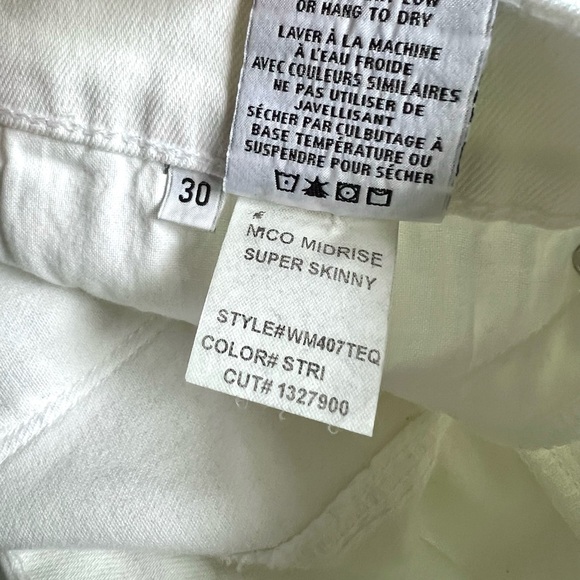 LOW
OR HANG TO DRY
LAVER À LA MACHINE
À L'EAU FROIDE
AVEC COULEURS SIMILAIRES
NE PAS UTILISER DE
JAVELLISANT
SÉCHER PAR CULBUTAGE À
BASE TEMPÉRATURE OU
SUSPENDRE POUR SÉCHER
30
NICO MIDRISE
SUPER SKINNY
STYLE#WM407TEQ
COLOR# STRI
CUT# 1327900